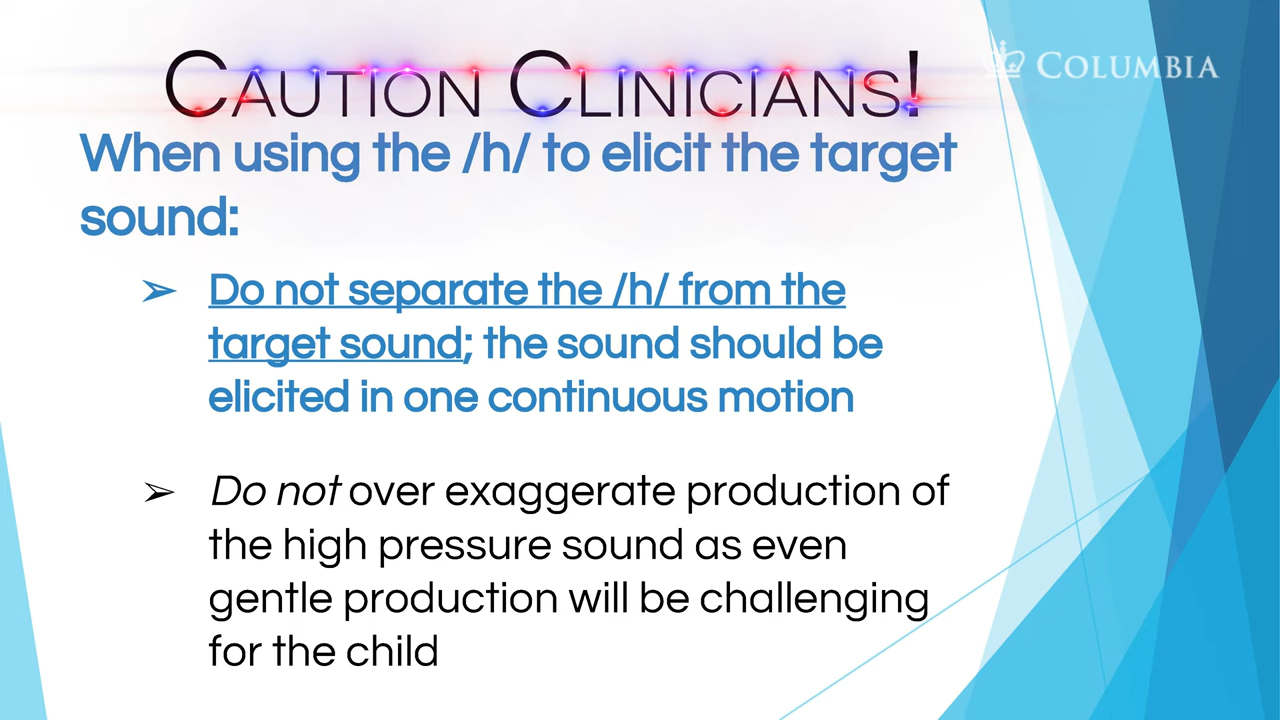 Caution Clinicians!
COLUMBIA
When using the /h/ to elicit the target
sound:
➢ Do not separate the /h/ from the
target sound; the sound should be
elicited in one continuous motion
➢ Do not over exaggerate production of
the high pressure sound as even
gentle production will be challenging
for the child